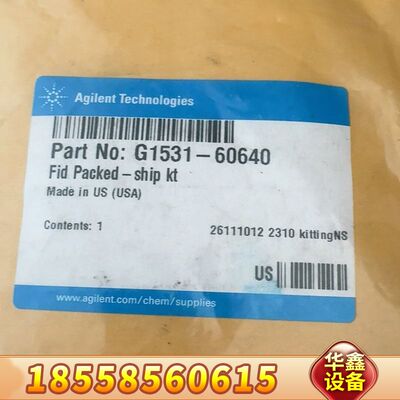 Agilent Technologies
Part No: G1531-60640
Fid Packed-ship kt
Made in US (USA)
Contents: 1
26111012 2310 kittingNS
US
www.agilent.com/chem/supplies
18558560615
华鑫
设备